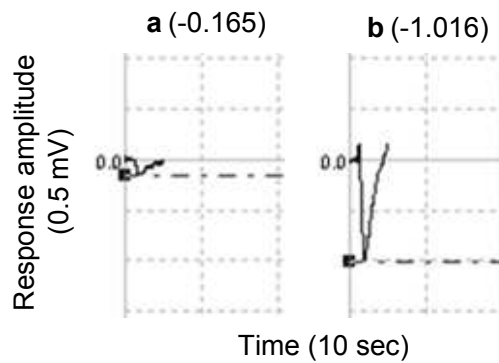 a (-0.165)
b (-1.016)
Response amplitude
(0.5 mV)
0.0
0.0
Time (10 sec)